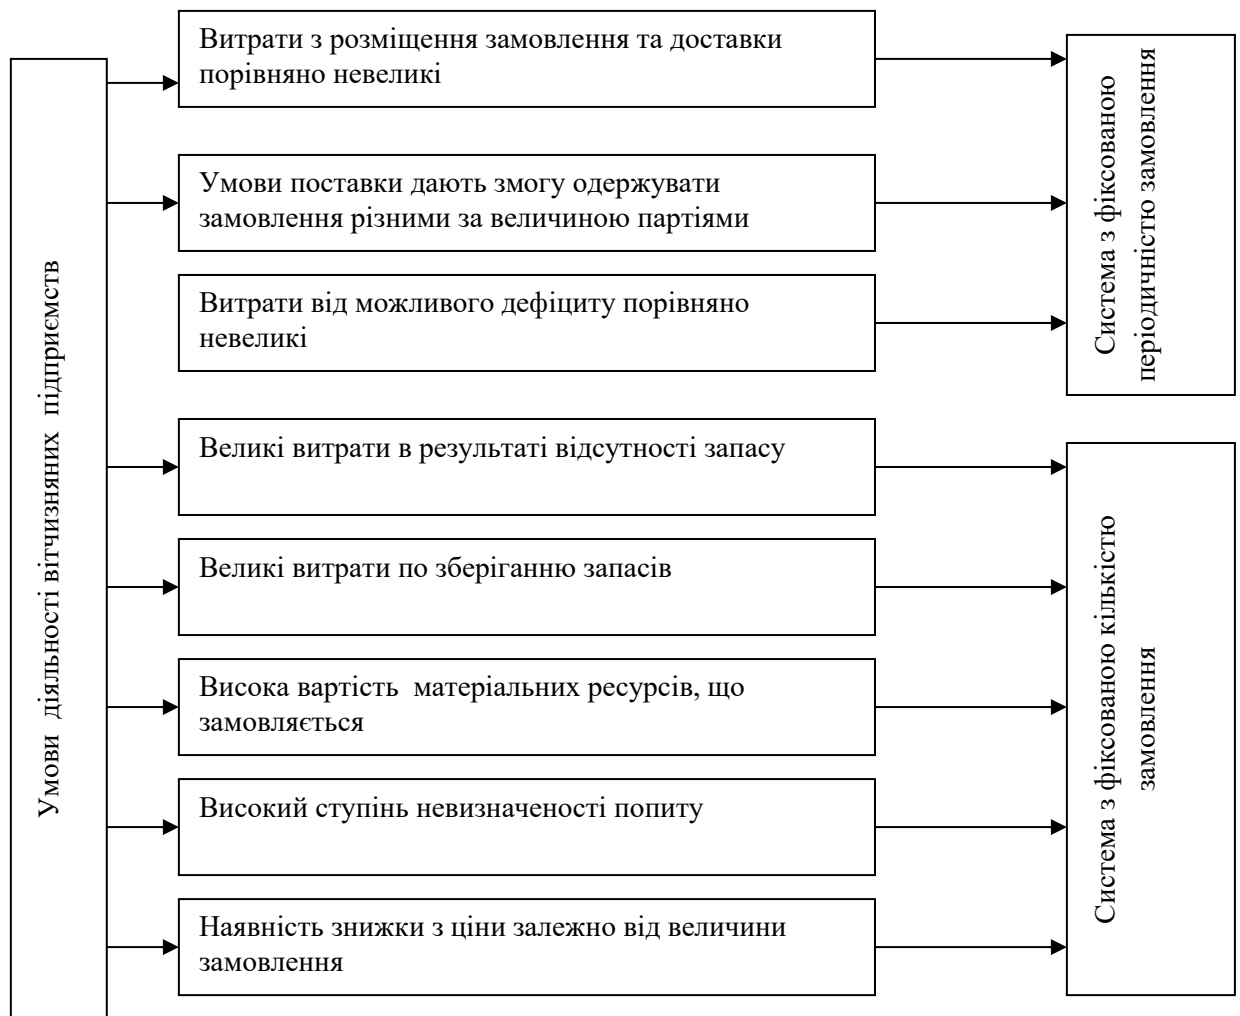 Умови діяльності вітчизняних підприємств
Витрати з розміщення замовлення та доставки
порівняно невеликі
Умови поставки дають змогу одержувати
замовлення різними за величиною партіями
Витрати від можливого дефіциту порівняно
невеликі
Система з фіксованою
періодичністю замовлення
Великі витрати в результаті відсутності запасу
Великі витрати по зберіганню запасів
Висока вартість матеріальних ресурсів, що
замовляється
Високий ступінь невизначеності попиту
Наявність знижки з ціни залежно від величини
замовлення
Система з фіксованою кількістю
замовлення